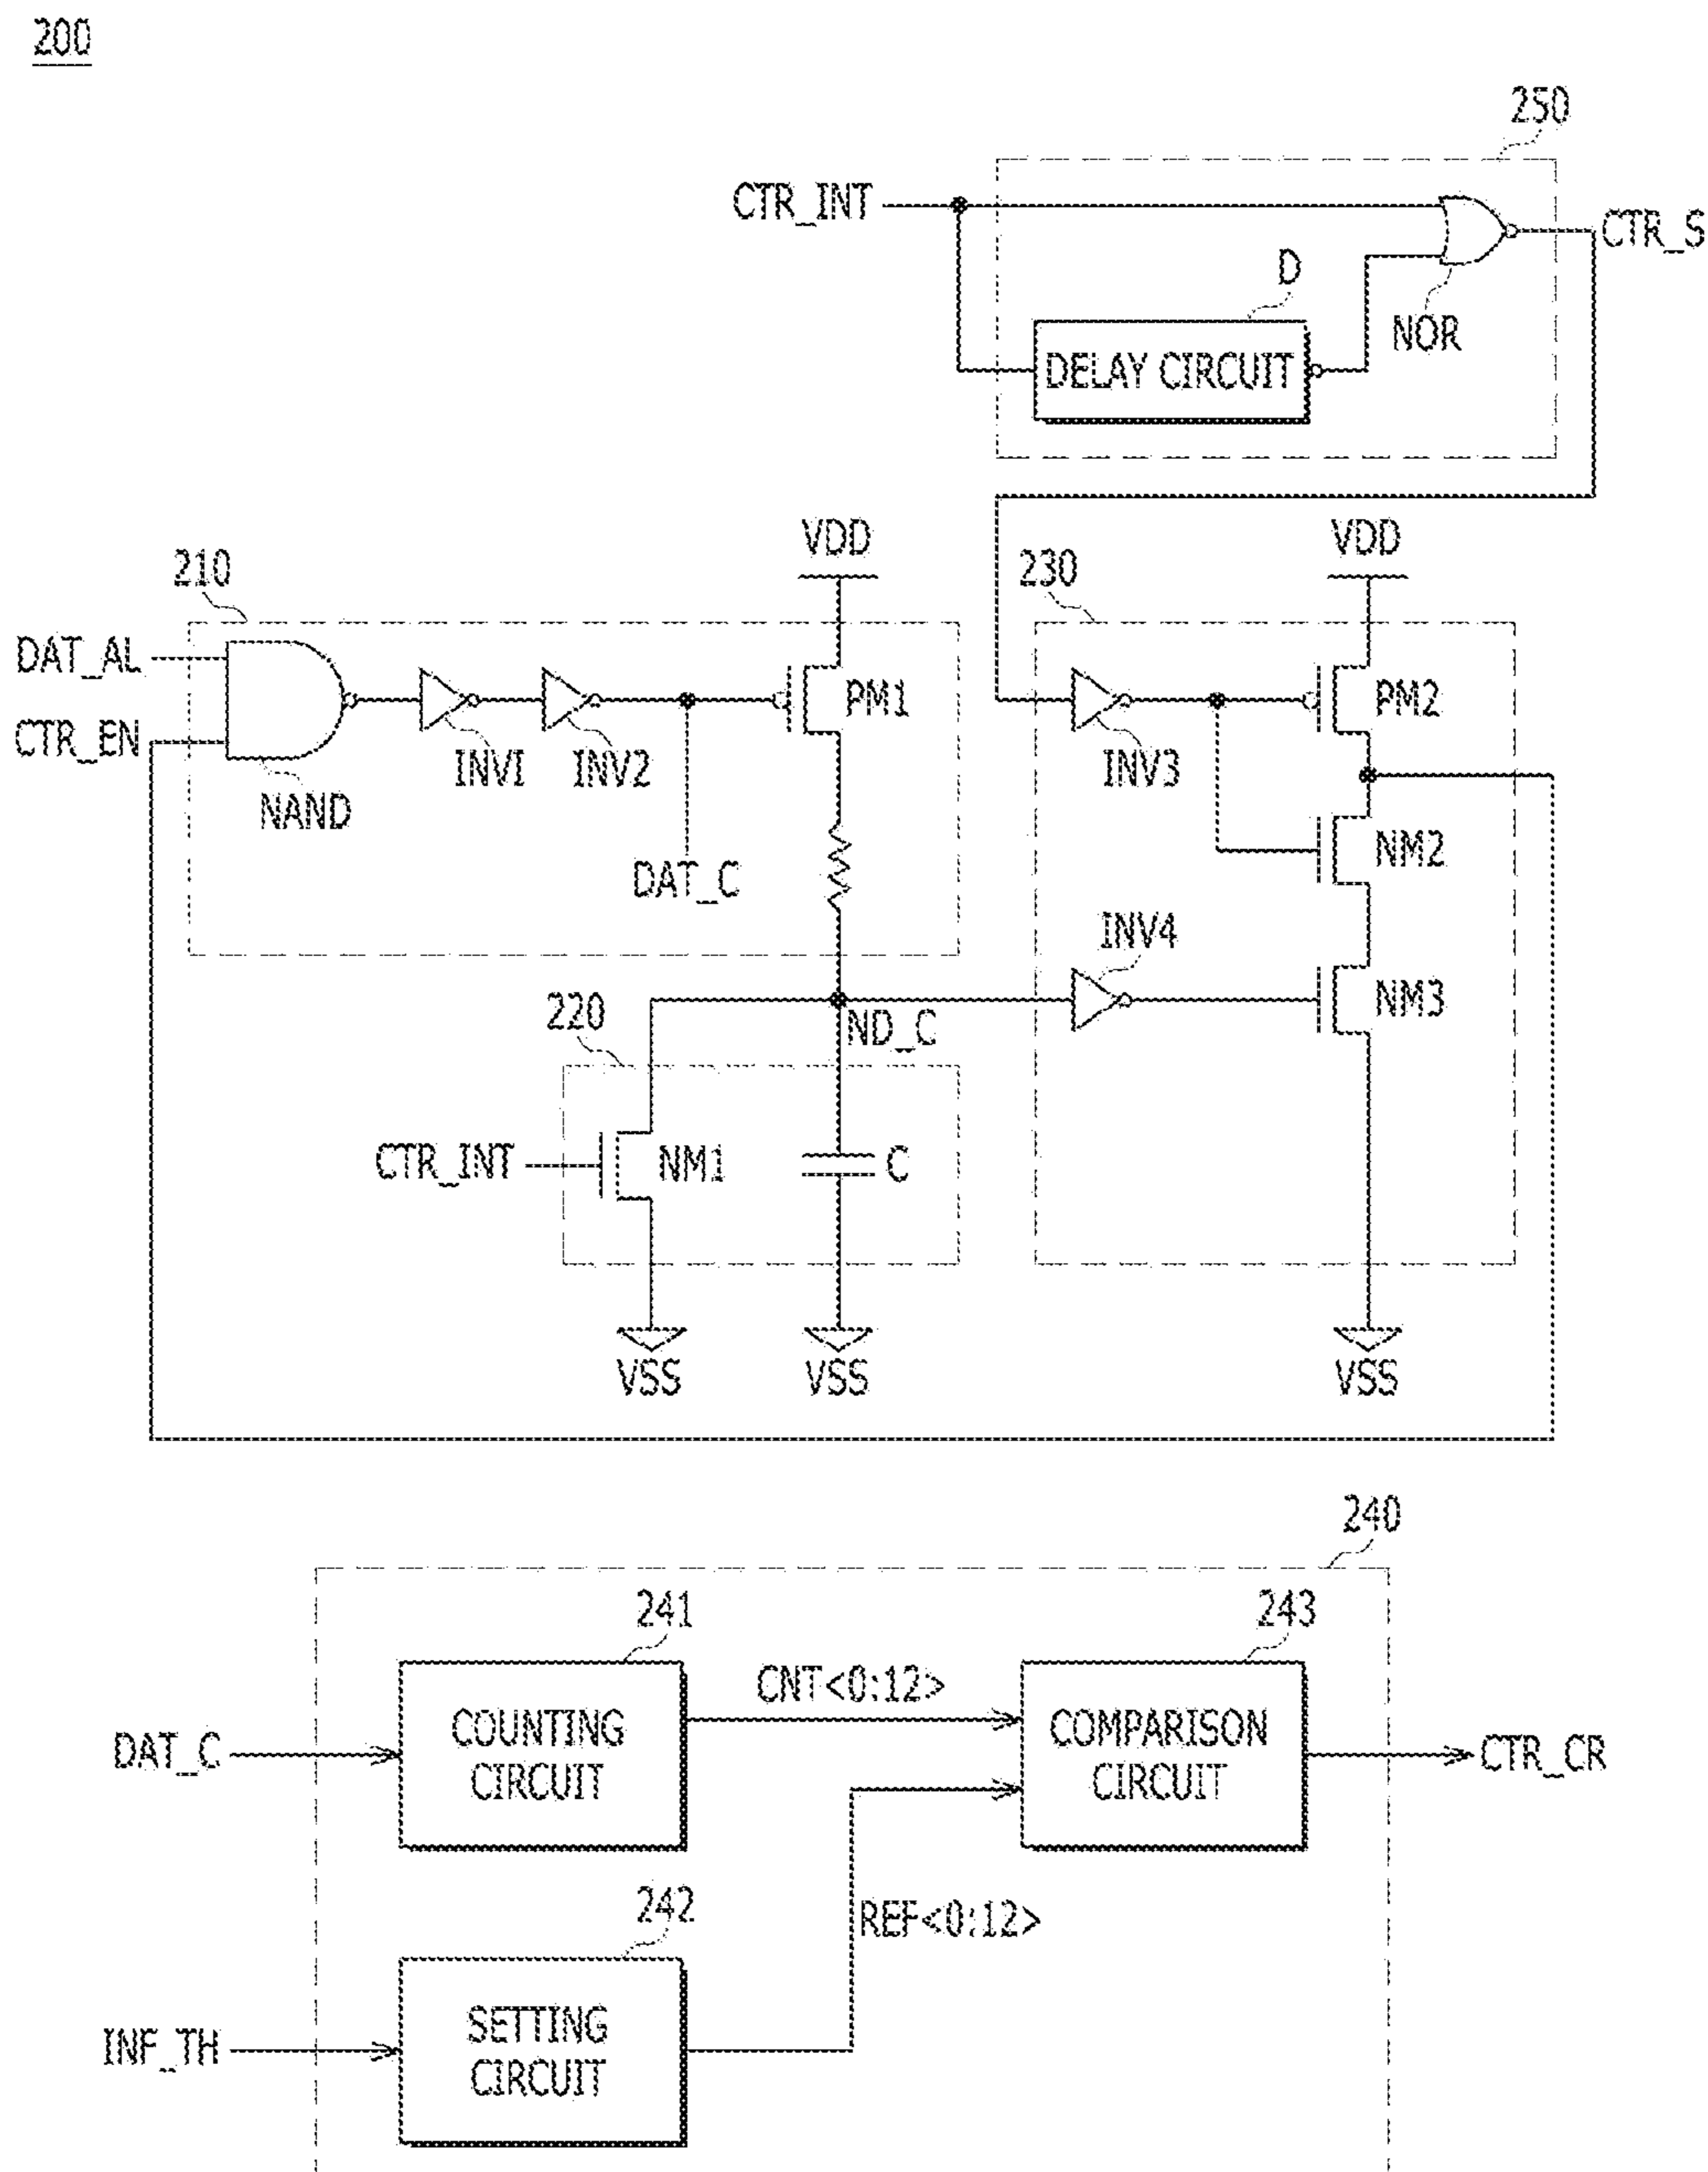 200
250
CTR_INT
CTR_S
D
NOR
DELAY CIRCUIT
VDD
VDD
210
230
DAT_AL
CTR_EN
PM1
PM2
INV1
INV2
INV3
NAND
DAT_C
NM2
INV4
NM3
220
ND_C
CTR_INT
NM1
C
VSS
VSS
VSS
240
241
243
CNT<0:12>
COUNTING
CIRCUIT
COMPARISON
CIRCUIT
DAT_C
CTR_CR
242
REF<0:12>
SETTING
CIRCUIT
INF_TH